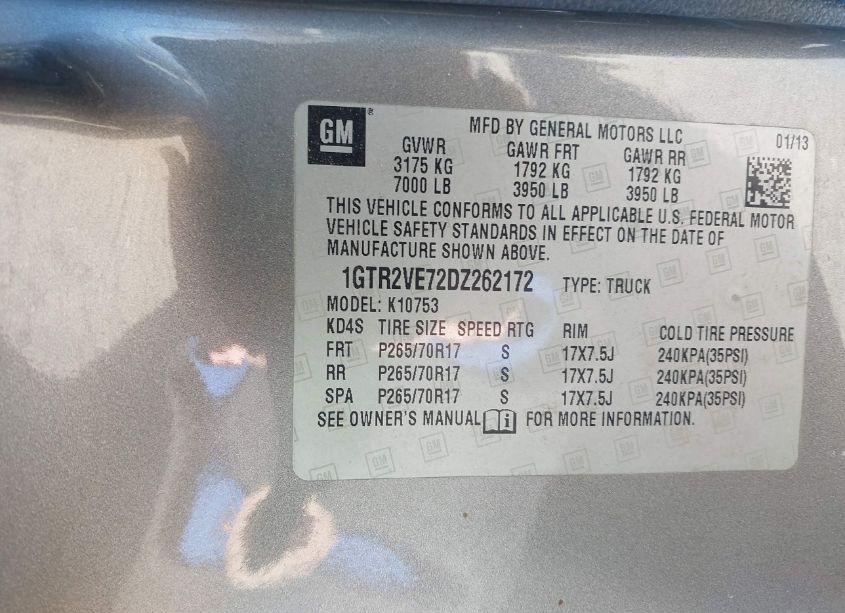 GM
MFD BY GENERAL MOTORS LLC
01/13
GVWR GAWR FRT GAWR RR
3175 KG 1792 KG 1792 KG
7000 LB 3950 LB 3950 LB
THIS VEHICLE CONFORMS TO ALL APPLICABLE U.S. FEDERAL MOTOR
VEHICLE SAFETY STANDARDS IN EFFECT ON THE DATE OF
MANUFACTURE SHOWN ABOVE.
1GTR2VE72DZ262172 TYPE: TRUCK
MODEL: K10753
KD4S TIRE SIZE SPEED RTG RIM COLD TIRE PRESSURE
FRT P265/70R17 S 17X7.5J 240KPA(35PSI)
RR P265/70R17 S 17X7.5J 240KPA(35PSI)
SPA P265/70R17 S 17X7.5J 240KPA(35PSI)
SEE OWNER'S MANUAL FOR MORE INFORMATION.